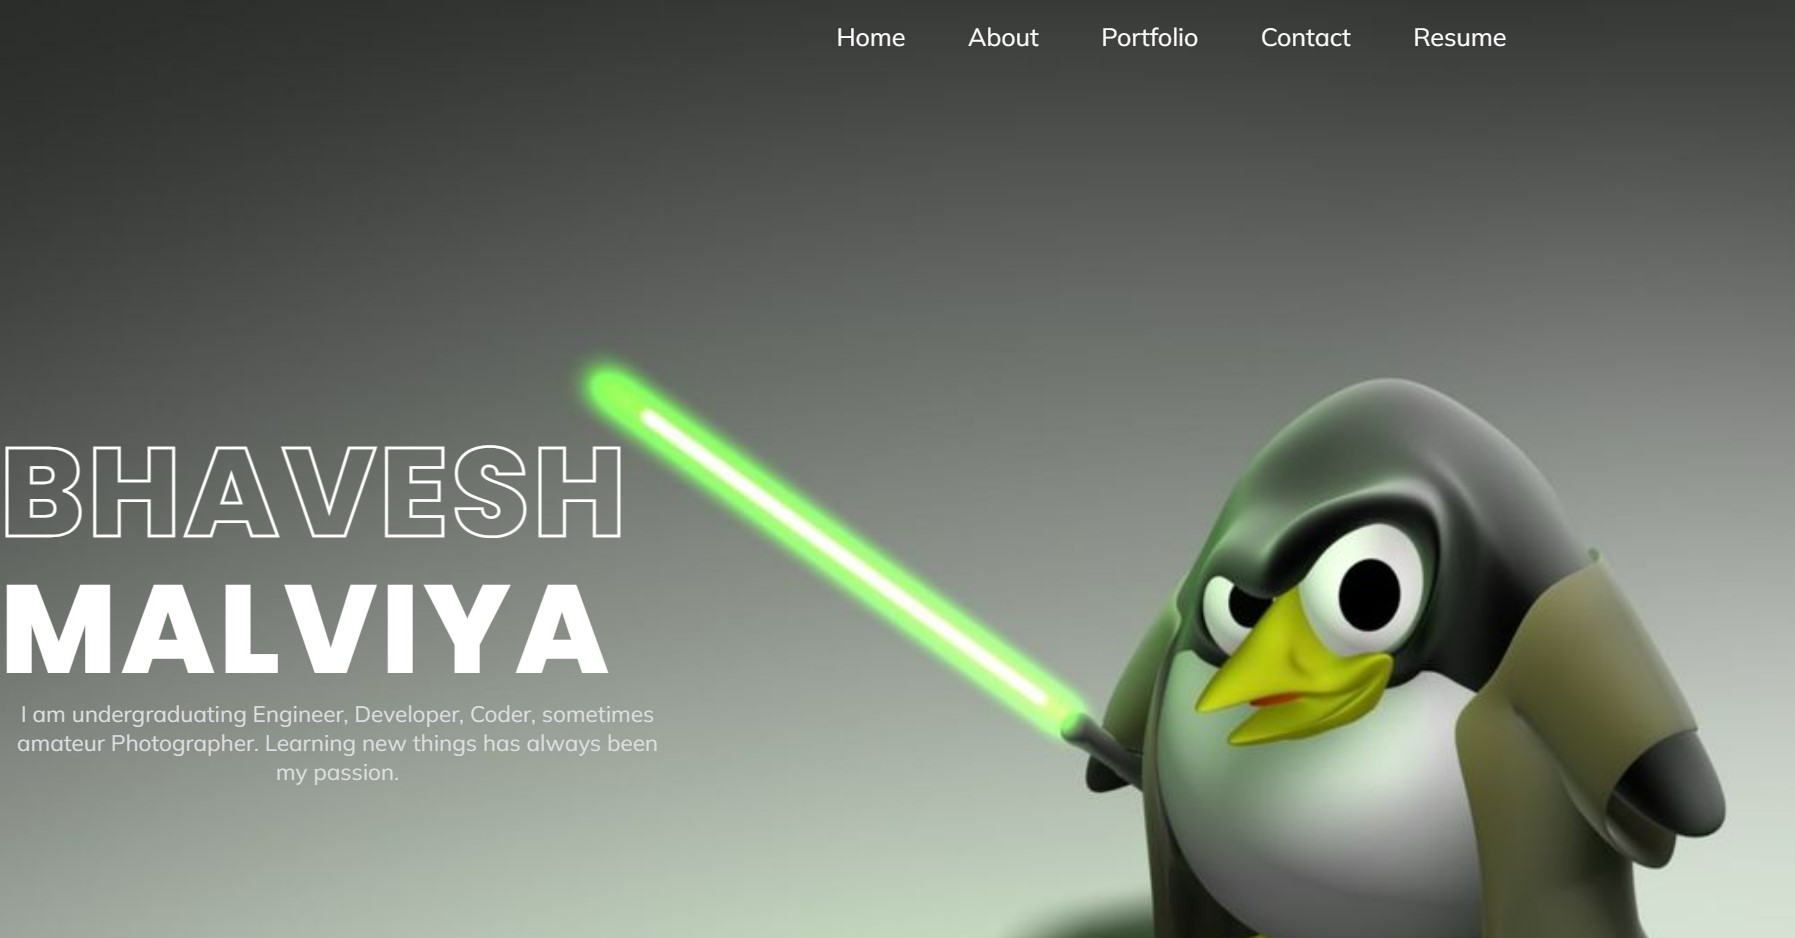 Home About Portfolio Contact Resume
BHAVESH
MALVIYA
I am undergraduating Engineer, Developer, Coder, sometimes
amateur Photographer. Learning new things has always been
my passion.